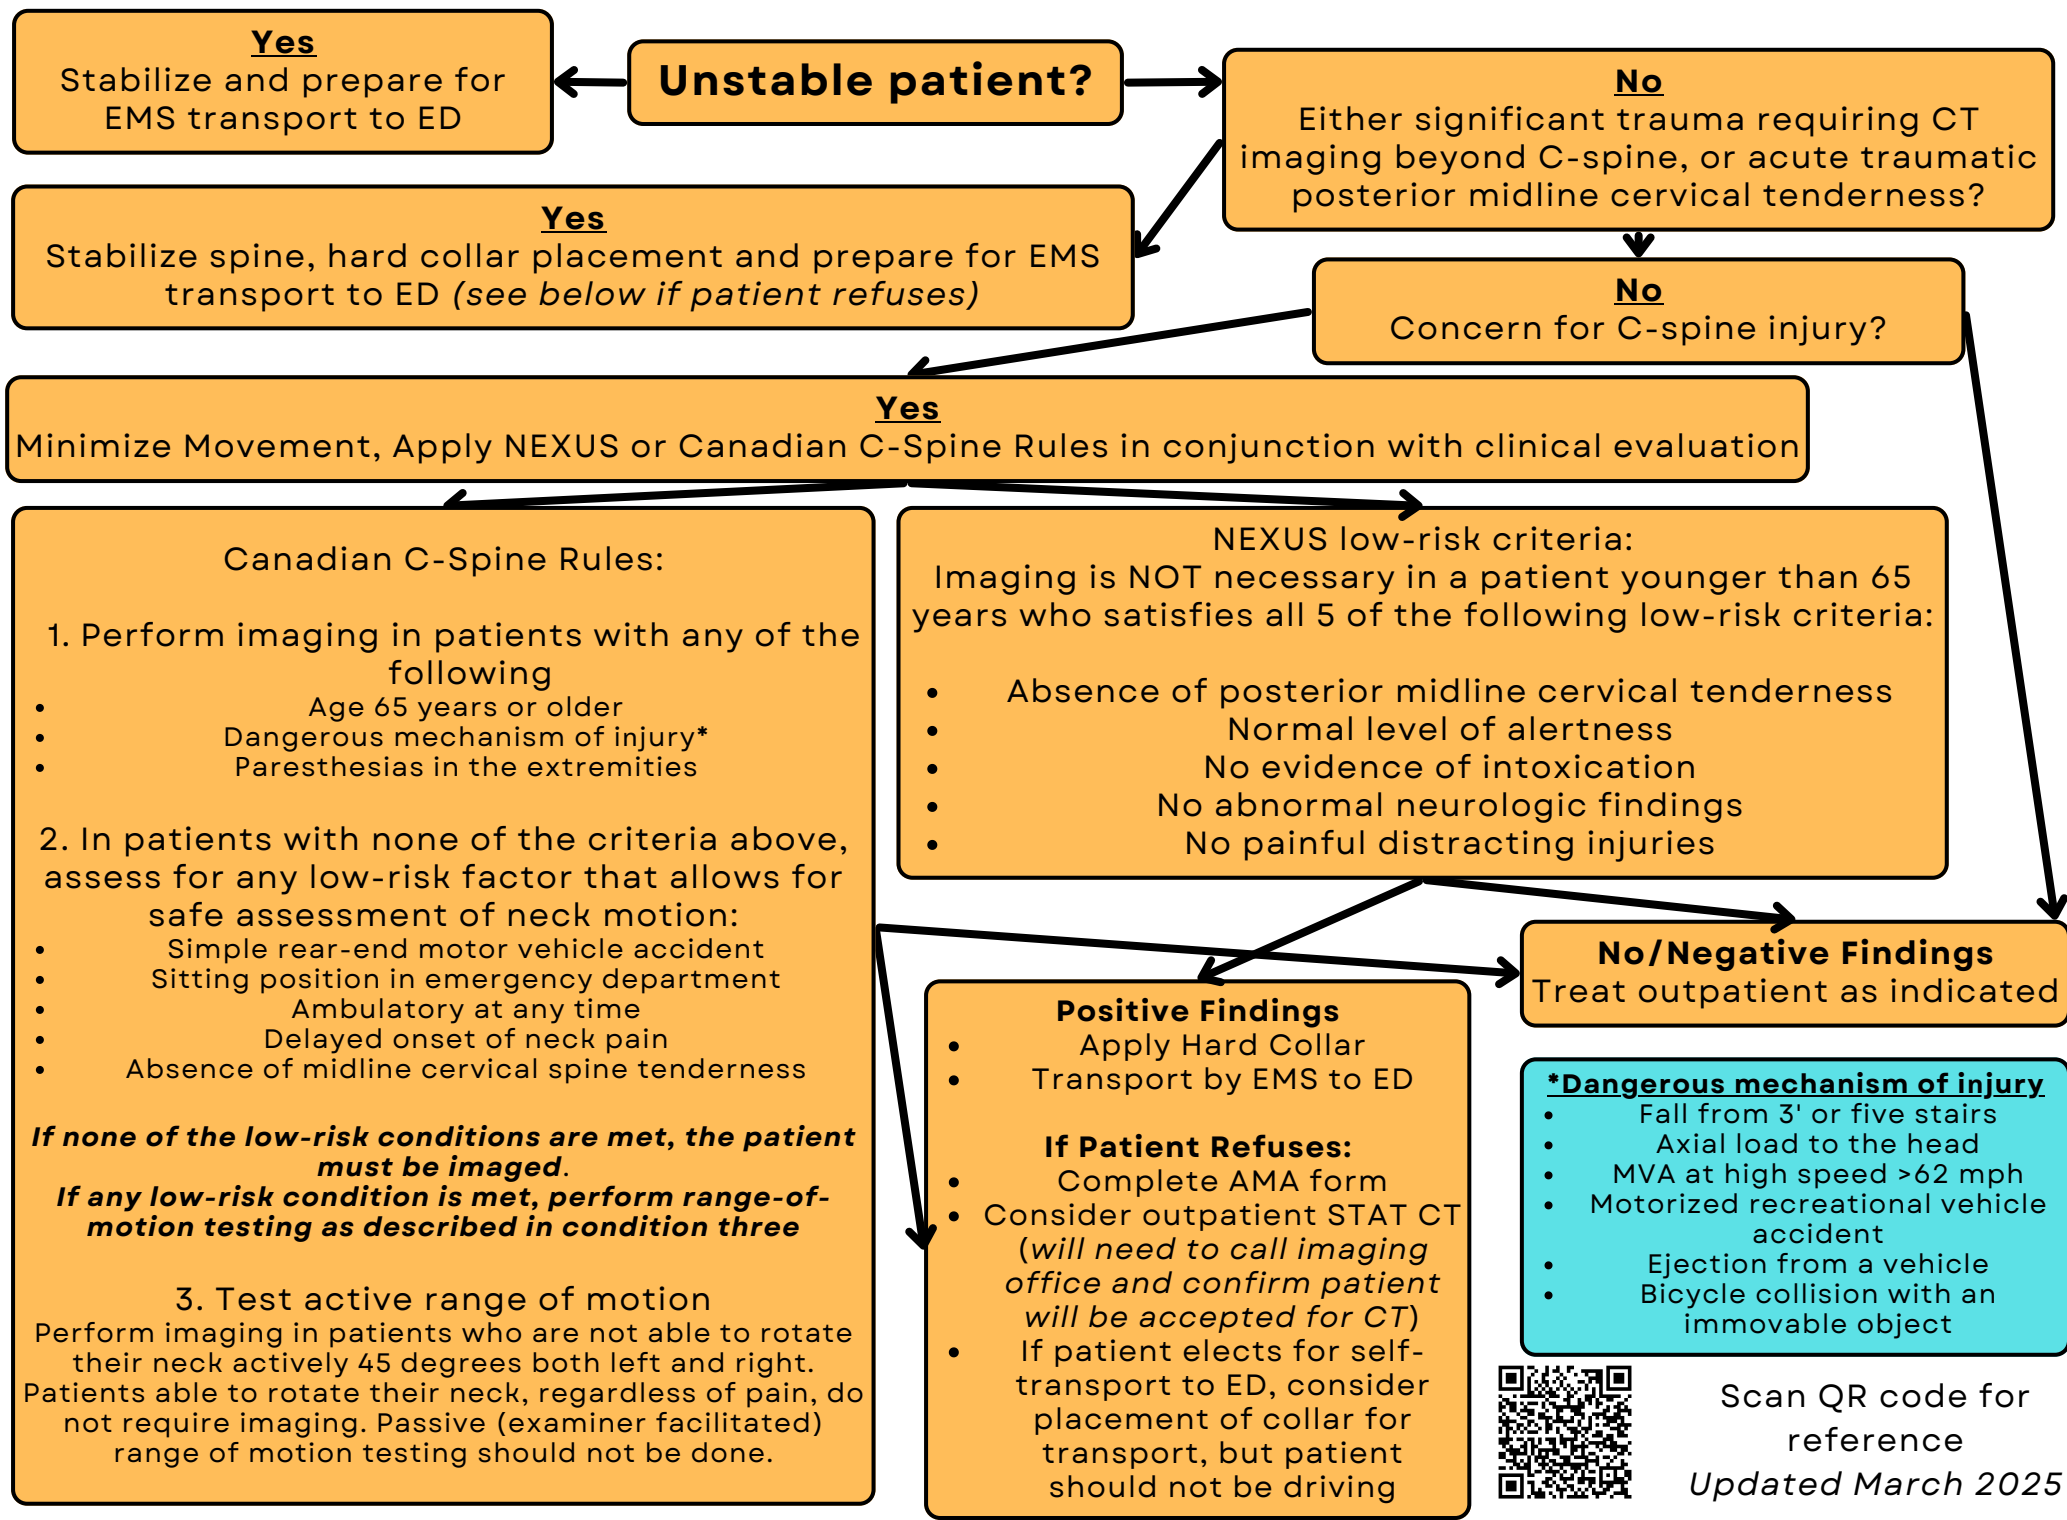 Unstable patient?
Yes
Stabilize and prepare for
EMS transport to ED
No
Either significant trauma requiring CT
imaging beyond C-spine, or acute traumatic
posterior midline cervical tenderness?
Yes
Stabilize spine, hard collar placement and prepare for EMS
transport to ED (see below if patient refuses)
No
Concern for C-spine injury?
Yes
Minimize Movement, Apply NEXUS or Canadian C-Spine Rules in conjunction with clinical evaluation
Canadian C-Spine Rules:
1. Perform imaging in patients with any of the
following
• Age 65 years or older
• Dangerous mechanism of injury*
• Paresthesias in the extremities
2. In patients with none of the criteria above,
assess for any low-risk factor that allows for
safe assessment of neck motion:
• Simple rear-end motor vehicle accident
• Sitting position in emergency department
• Ambulatory at any time
• Delayed onset of neck pain
• Absence of midline cervical spine tenderness
If none of the low-risk conditions are met, the patient
must be imaged.
If any low-risk condition is met, perform range-of-
motion testing as described in condition three
3. Test active range of motion
Perform imaging in patients who are not able to rotate
their neck actively 45 degrees both left and right.
Patients able to rotate their neck, regardless of pain, do
not require imaging. Passive (examiner facilitated)
range of motion testing should not be done.
NEXUS low-risk criteria:
Imaging is NOT necessary in a patient younger than 65
years who satisfies all 5 of the following low-risk criteria:
• Absence of posterior midline cervical tenderness
• Normal level of alertness
• No evidence of intoxication
• No abnormal neurologic findings
• No painful distracting injuries
No/Negative Findings
Treat outpatient as indicated
Positive Findings
• Apply Hard Collar
• Transport by EMS to ED
If Patient Refuses:
• Complete AMA form
• Consider outpatient STAT CT
(will need to call imaging
office and confirm patient
will be accepted for CT)
• If patient elects for self-
transport to ED, consider
placement of collar for
transport, but patient
should not be driving
*Dangerous mechanism of injury
• Fall from 3' or five stairs
• Axial load to the head
• MVA at high speed >62 mph
• Motorized recreational vehicle
accident
• Ejection from a vehicle
• Bicycle collision with an
immovable object
Scan QR code for
reference
Updated March 2025